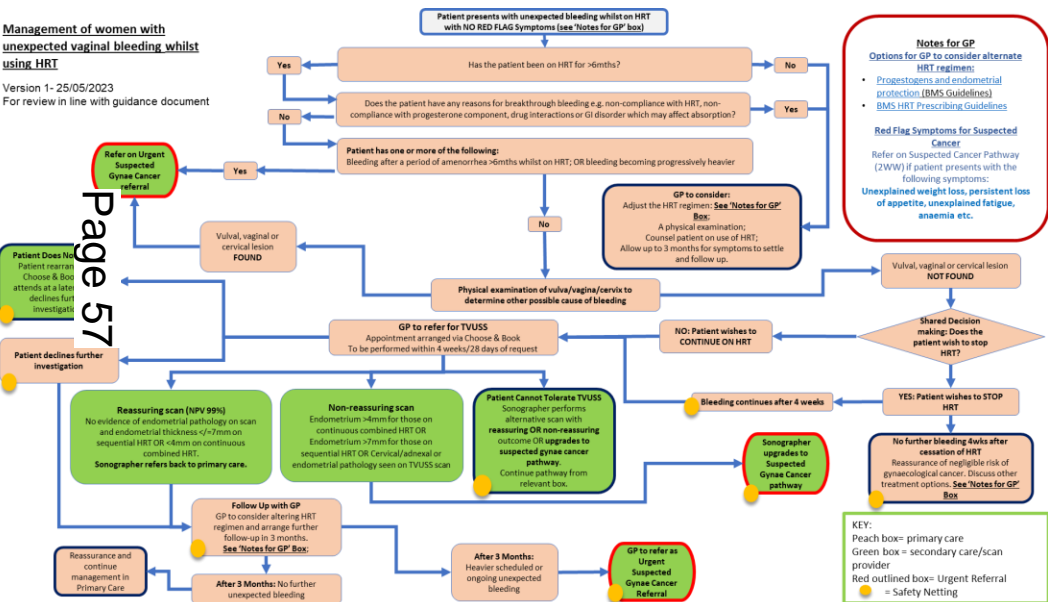 Management of women with
unexpected vaginal bleeding whilst
using HRT
Version 1- 25/05/2023
For review in line with guidance document
Patient presents with unexpected bleeding whilst on HRT
with NO RED FLAG Symptoms (see 'Notes for GP' box)
Yes
Has the patient been on HRT for >6mths?
No
Does the patient have any reasons for breakthrough bleeding e.g. non-compliance with HRT, non-
compliance with progesterone component, drug interactions or GI disorder which may affect absorption?
Yes
No
Patient has one or more of the following:
Bleeding after a period of amenorrhea >6mths whilst on HRT; OR bleeding becoming progressively heavier
Yes
Refer on Urgent
Suspected
Gynae Cancer
referral
No
GP to consider:
Adjust the HRT regimen: See 'Notes for GP'
Box;
A physical examination;
Counsel patient on use of HRT;
Allow up to 3 months for symptoms to settle
and follow up.
Notes for GP
Options for GP to consider alternate
HRT regimen:
• Progestogens and endometrial
protection (BMS Guidelines)
• BMS HRT Prescribing Guidelines
Red Flag Symptoms for Suspected
Cancer
Refer on Suspected Cancer Pathway
(2WW) if patient presents with the
following symptoms:
Unexplained weight loss, persistent loss
of appetite, unexplained fatigue,
anaemia etc.
Page 57
Vulval, vaginal or
cervical lesion
FOUND
Physical examination of vulva/vagina/cervix to
determine other possible cause of bleeding
Vulval, vaginal or cervical lesion
NOT FOUND
Patient Does No
Patient rearran
Choose & Boo
attends at a late
declines furt
investigati
Patient declines further
investigation
GP to refer for TVUSS
Appointment arranged via Choose & Book
To be performed within 4 weeks/28 days of request
NO: Patient wishes to
CONTINUE ON HRT
Shared Decision
making: Does the
patient wish to stop
HRT?
Bleeding continues after 4 weeks
YES: Patient wishes to STOP
HRT
Reassuring scan (NPV 99%)
No evidence of endometrial pathology on scan
and endometrial thickness </=7mm on
sequential HRT OR <4mm on continuous
combined HRT.
Sonographer refers back to primary care.
Non-reassuring scan
Endometrium >4mm for those on
continuous combined HRT OR
Endometrium >7mm for those on
sequential HRT OR Cervical/adnexal or
endometrial pathology seen on TVUSS scan
Patient Cannot Tolerate TVUSS
Sonographer performs
alternative scan with
reassuring OR non-reassuring
outcome OR upgrades to
suspected gynae cancer
pathway.
Continue pathway from
relevant box.
Sonographer
upgrades to
Suspected
Gynae Cancer
pathway
No further bleeding 4wks after
cessation of HRT
Reassurance of negligible risk of
gynaecological cancer. Discuss other
treatment options. See 'Notes for GP'
Box
Follow Up with GP
GP to consider altering HRT
regimen and arrange further
follow-up in 3 months.
See 'Notes for GP' Box;
Reassurance and
continue
management in
Primary Care
After 3 Months: No further
unexpected bleeding
After 3 Months:
Heavier scheduled or
ongoing unexpected
bleeding
GP to refer as
Urgent
Suspected
Gynae Cancer
Referral
KEY:
Peach box= primary care
Green box = secondary care/scan
provider
Red outlined box= Urgent Referral
= Safety Netting